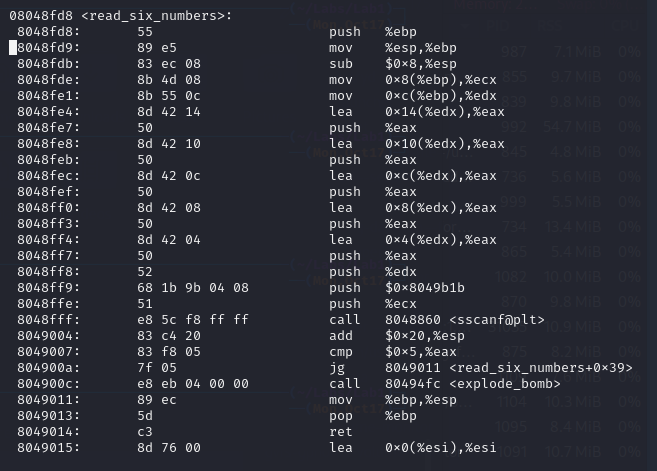 08048fd8 <read_six_numbers>:
8048fd8: 55 push %ebp
8048fd9: 89 e5 mov %esp,%ebp
8048fdb: 83 ec 08 sub $0x8,%esp
8048fde: 8b 4d 08 mov 0x8(%ebp),%ecx
8048fe1: 8b 55 0c mov 0xc(%ebp),%edx
8048fe4: 8d 42 14 lea 0x14(%edx),%eax
8048fe7: 50 push %eax
8048fe8: 8d 42 10 lea 0x10(%edx),%eax
8048feb: 50 push %eax
8048fec: 8d 42 0c lea 0xc(%edx),%eax
8048fef: 50 push %eax
8048ff0: 8d 42 08 lea 0x8(%edx),%eax
8048ff3: 50 push %eax
8048ff4: 8d 42 04 lea 0x4(%edx),%eax
8048ff7: 50 push %eax
8048ff8: 52 push %edx
8048ff9: 68 1b 9b 04 08 push $0x8049b1b
8048ffe: 51 push %ecx
8048fff: e8 5c f8 ff ff call 8048860 <sscanf@plt>
8049004: 83 c4 20 add $0x20,%esp
8049007: 83 f8 05 cmp $0x5,%eax
804900a: 7f 05 jg 8049011 <read_six_numbers+0x39>
804900c: e8 eb 04 00 00 call 80494fc <explode_bomb>
8049011: 89 ec mov %ebp,%esp
8049013: 5d pop %ebp
8049014: c3 ret
8049015: 8d 76 00 lea 0x0(%esi),%esi